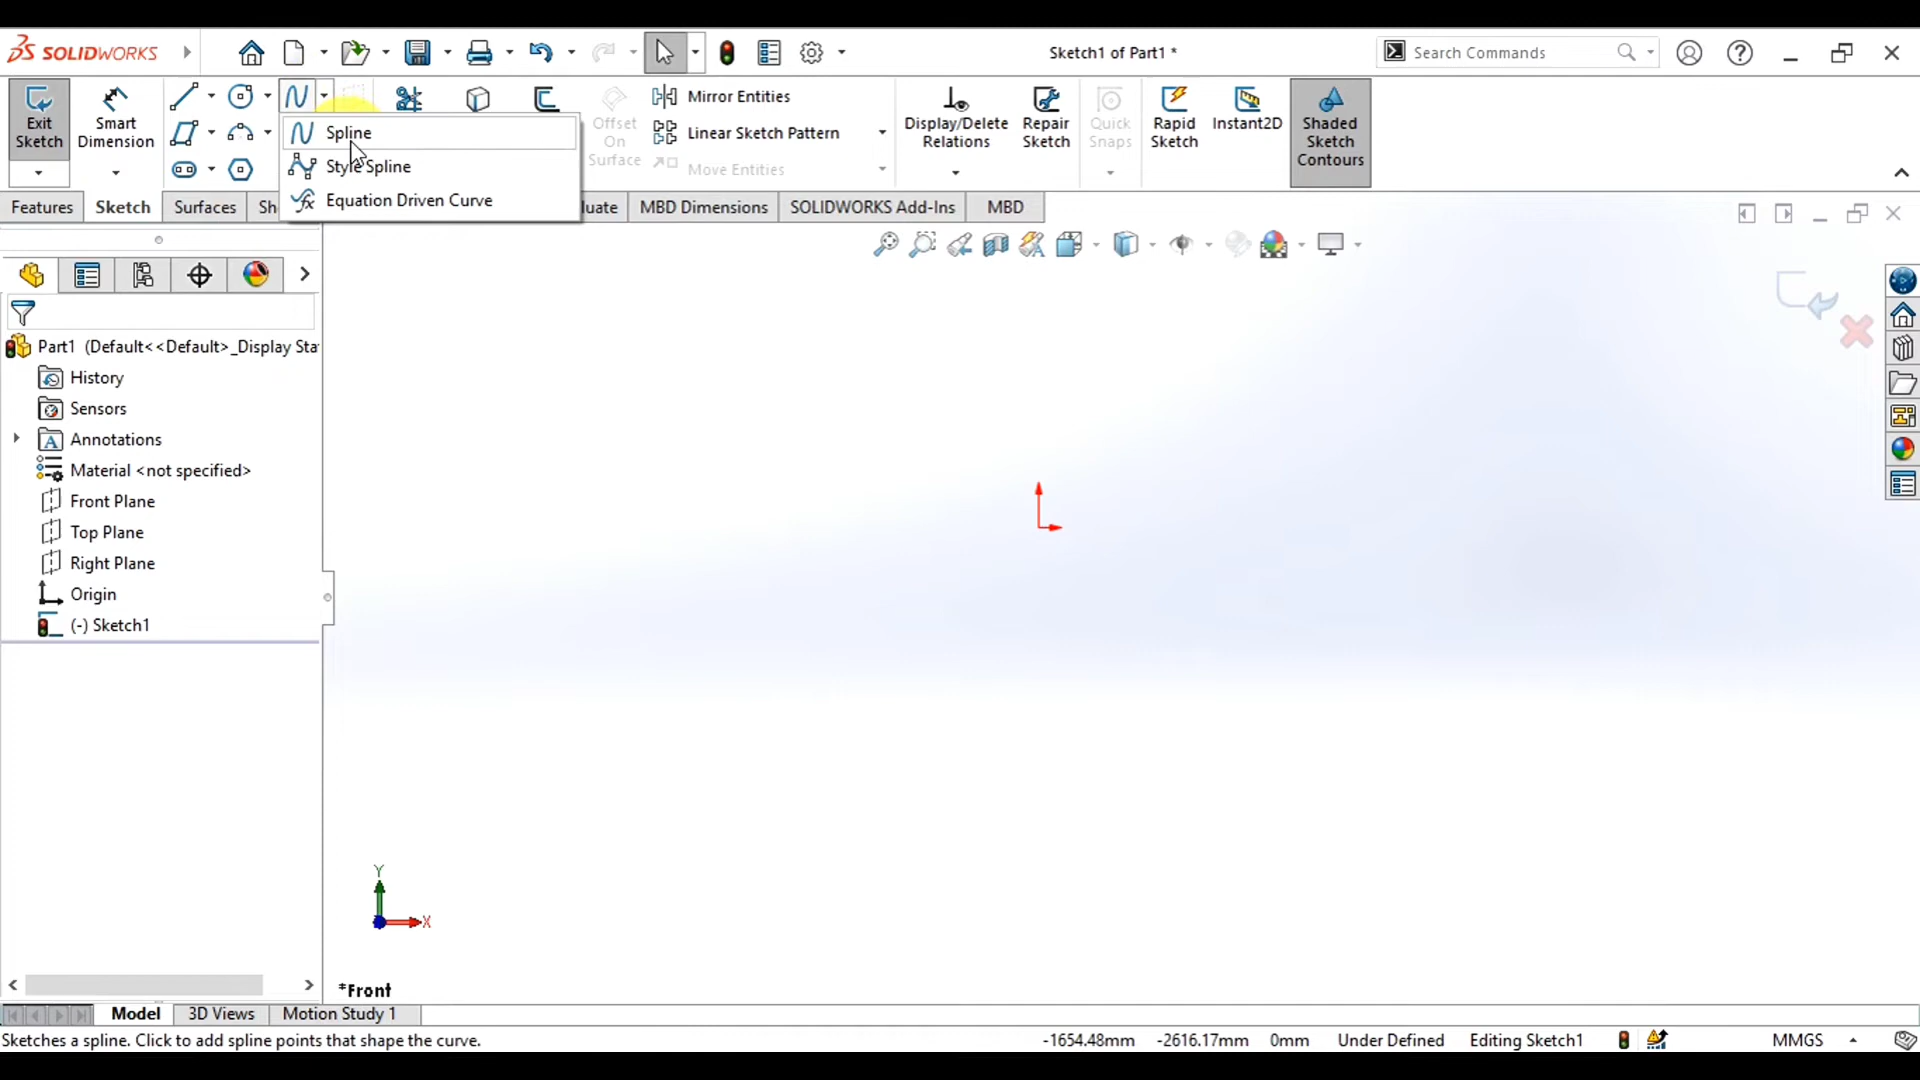 SOLIDWORKS
Sketch1 of Part1 *
Search Commands
Exit Sketch
Smart Dimension
Spline
Style Spline
Equation Driven Curve
Offset On Surface
Mirror Entities
Linear Sketch Pattern
Move Entities
Display/Delete Relations
Repair Sketch
Quick Snaps
Rapid Sketch
Instant2D
Shaded Sketch Contours
Features
Sketch
Surfaces
MBD Dimensions
SOLIDWORKS Add-Ins
MBD
Part1 (Default<<Default>_Display Sta
History
Sensors
Annotations
Material <not specified>
Front Plane
Top Plane
Right Plane
Origin
(-) Sketch1
Y
X
*Front
Model
3D Views
Motion Study 1
Sketches a spline. Click to add spline points that shape the curve.
-1654.48mm
-2616.17mm
0mm
Under Defined
Editing Sketch1
MMGS